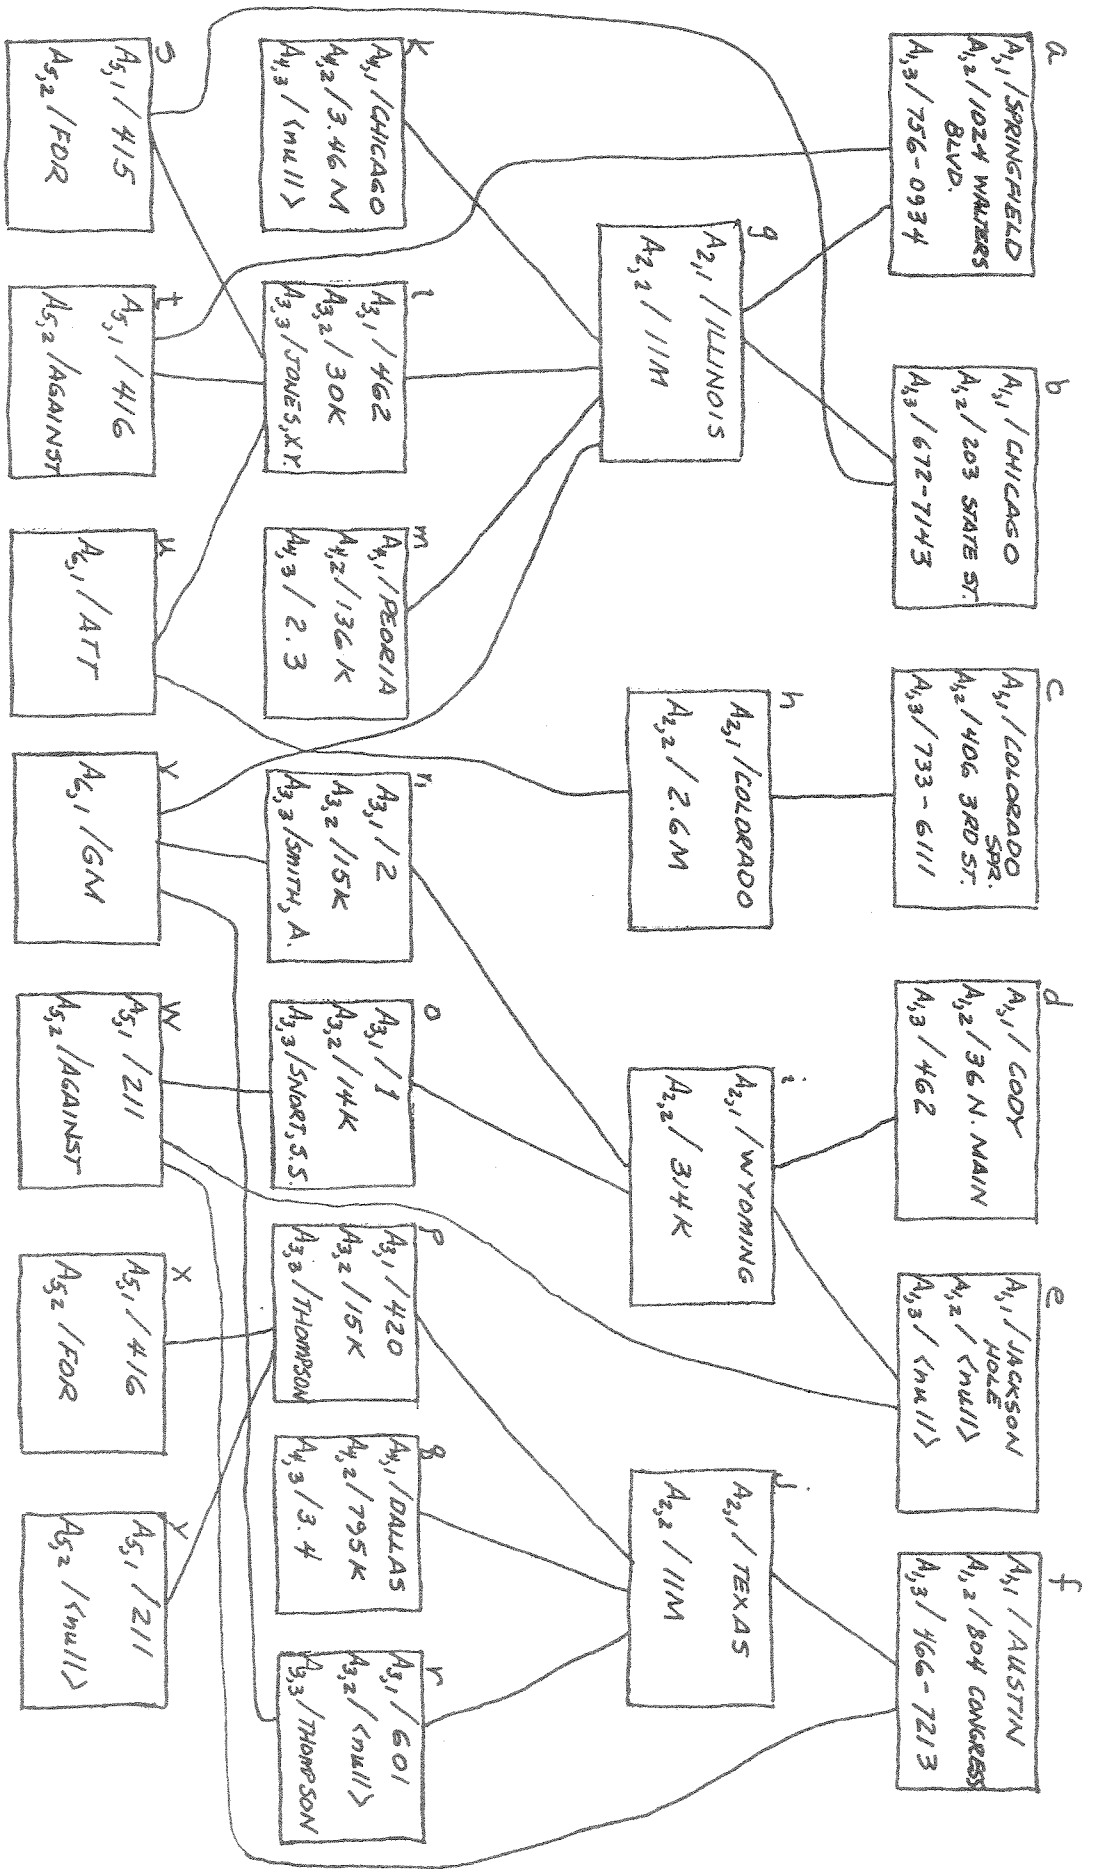 a
A1,1 / SPRINGFIELD
A1,2 / 1024 WALTERS
BLVD.
A1,3 / 756-0934
b
A1,1 / CHICAGO
A1,2 / 203 STATE ST.
A1,3 / 672-7143
c
A1,1 / COLORADO
SPR.
A1,2 / 406 3RD ST.
A1,3 / 733-6111
d
A1,1 / CODY
A1,2 / 36 N. MAIN
A1,3 / 462
e
A1,1 / JACKSON
HOLE
A1,2 / <null>
A1,3 / <null>
f
A1,1 / AUSTIN
A1,2 / 804 CONGRESS
A1,3 / 466-7213
g
A2,1 / ILLINOIS
A2,2 / 11M
h
A2,1 / COLORADO
A2,2 / 2.6M
i
A2,1 / WYOMING
A2,2 / 314K
j
A2,1 / TEXAS
A2,2 / 11M
k
A4,1 / CHICAGO
A4,2 / 3.46M
A4,3 / <null>
l
A3,1 / 462
A3,2 / 30K
A3,3 / JONES, X.Y.
m
A4,1 / PEORIA
A4,2 / 136K
A4,3 / 2.3
n
A3,1 / 2
A3,2 / 15K
A3,3 / SMITH, A.
o
A3,1 / 1
A3,2 / 14K
A3,3 / SNORT, S.S.
p
A3,1 / 420
A3,2 / 15K
A3,3 / THOMPSON
q
A4,1 / DALLAS
A4,2 / 795K
A4,3 / 3.4
r
A3,1 / 601
A3,2 / <null>
A3,3 / THOMPSON
s
A5,1 / 415
A5,2 / FOR
t
A5,1 / 416
A5,2 / AGAINST
u
A6,1 / ATT
v
A6,1 / GM
w
A5,1 / 211
A5,2 / AGAINST
x
A5,1 / 416
A5,2 / FOR
y
A5,1 / 211
A5,2 / <null>